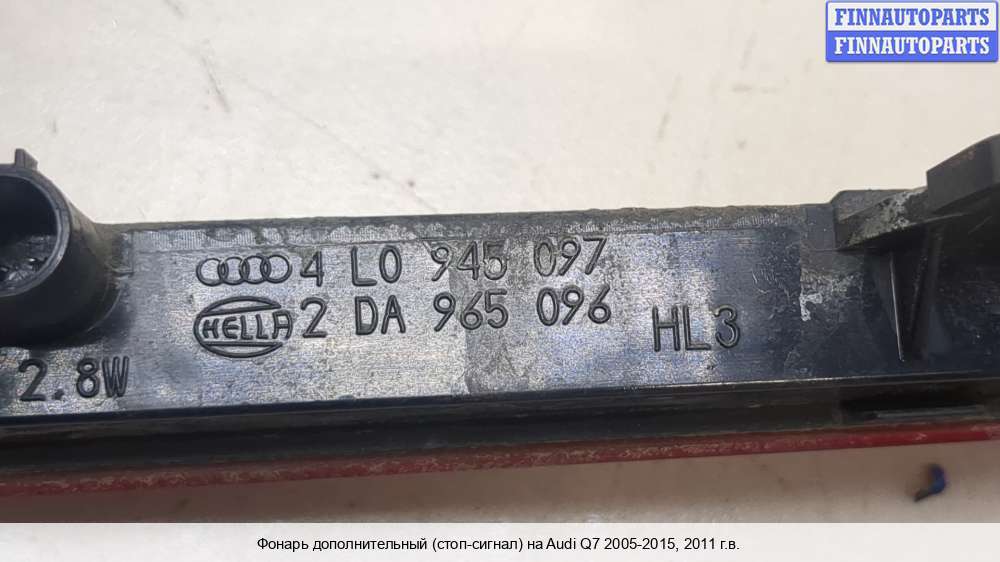 FINNAUTOPARTS
FINNAUTOPARTS
4 L0 945 097
HELLA 2 DA 965 096
HL3
2.8W
Фонарь дополнительный (стоп-сигнал) на Audi Q7 2005-2015, 2011 г.в.